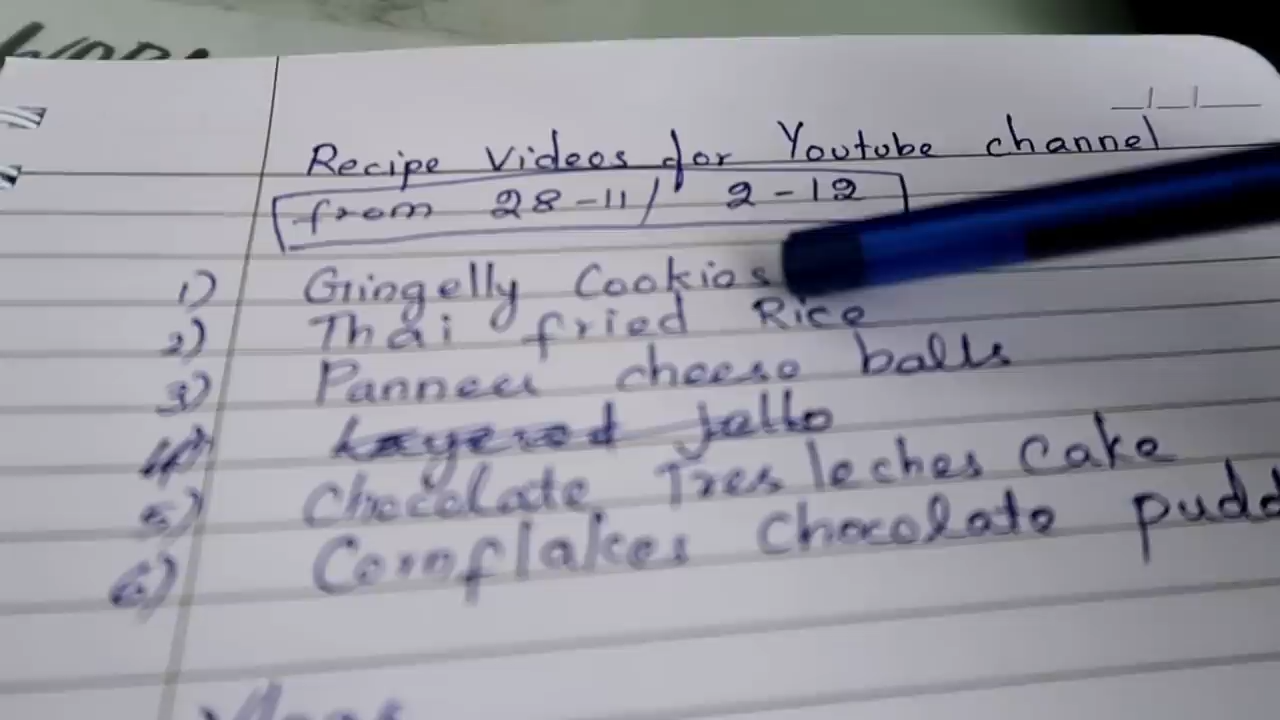 Recipe Videos for Youtube channel
from 28-11/ 2-12
1) Gingelly Cookies
2) Thai fried Rice
3) Panneer cheese balls
4) Layered jello
5) Chocolate Tres leches Cake
6) Cornflakes Chocolate pudd